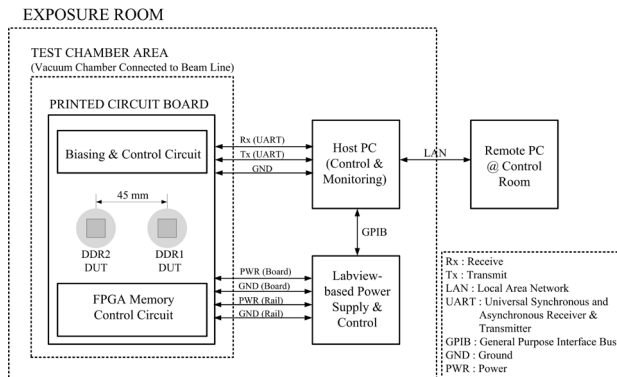 EXPOSURE ROOM
TEST CHAMBER AREA
(Vacuum Chamber Connected to Beam Line)
PRINTED CIRCUIT BOARD
Biasing & Control Circuit
45 mm
DDR2
DUT
DDR1
DUT
FPGA Memory
Control Circuit
Rx (UART)
Tx (UART)
GND
PWR (Board)
GND (Board)
PWR (Rail)
GND (Rail)
Host PC
(Control &
Monitoring)
GPIB
Labview-
based Power
Supply &
Control
LAN
Remote PC
@ Control
Room
Rx : Receive
Tx : Transmit
LAN : Local Area Network
UART : Universal Synchronous and
Asynchronous Receiver &
Transmitter
GPIB : General Purpose Interface Bus
GND : Ground
PWR : Power